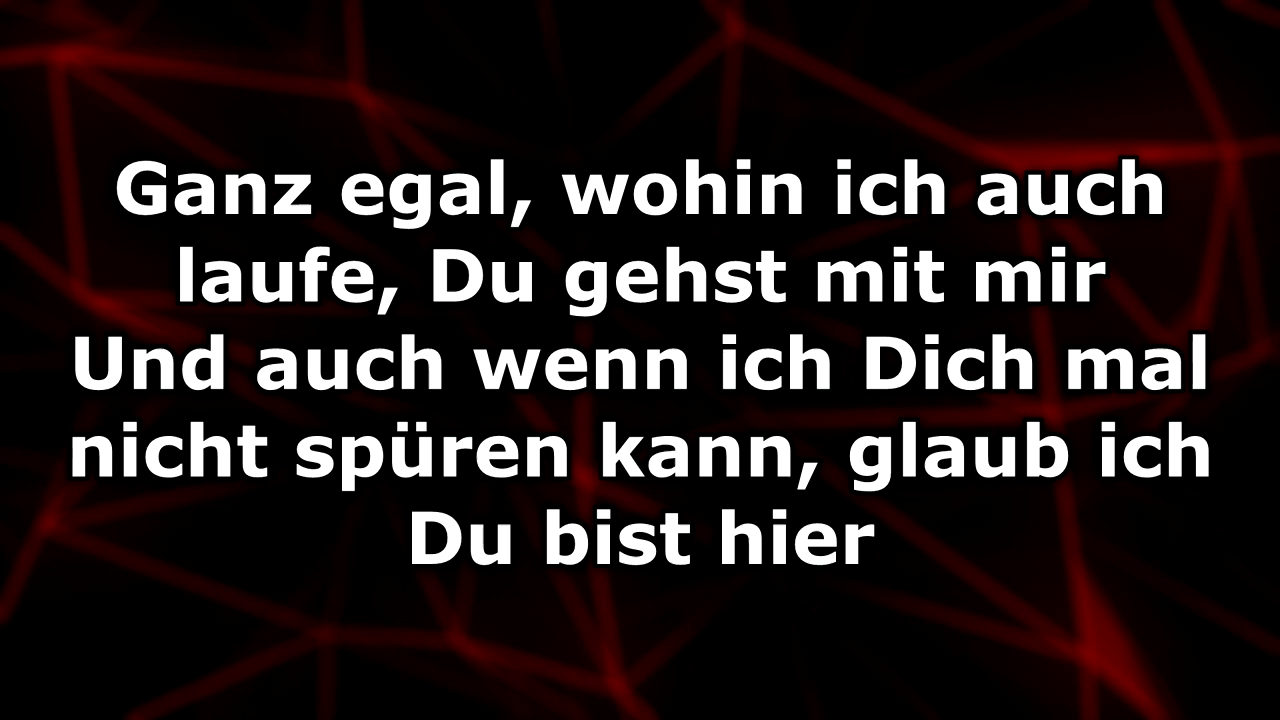 Ganz egal, wohin ich auch
laufe, Du gehst mit mir
Und auch wenn ich Dich mal
nicht spüren kann, glaub ich
Du bist hier